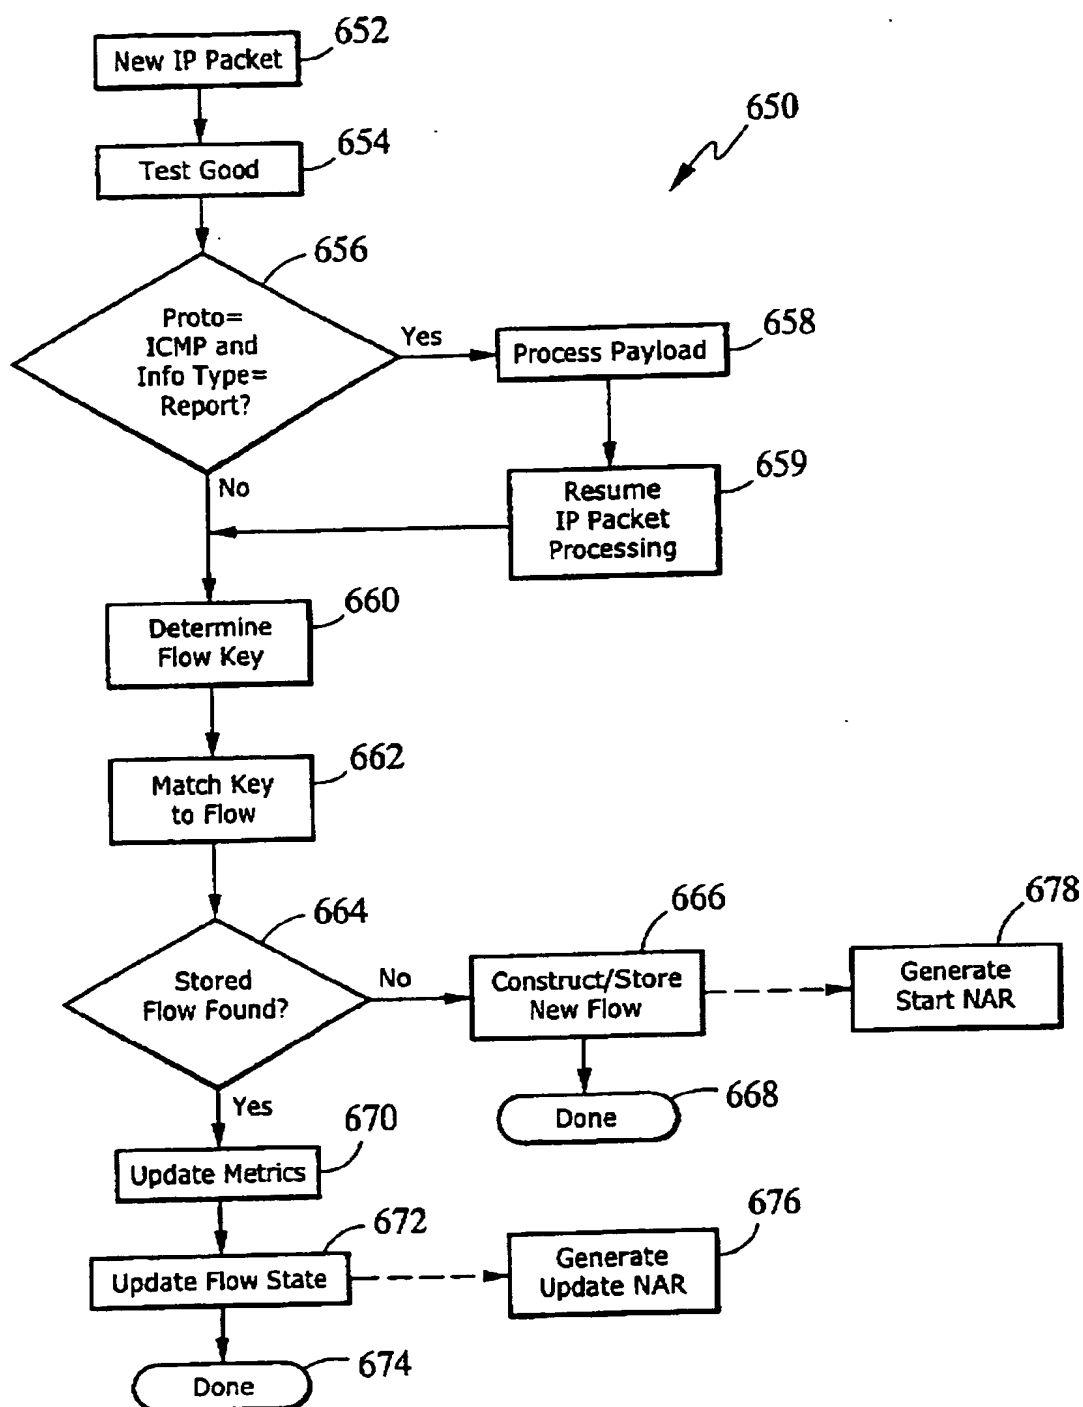 652
New IP Packet
650
654
Test Good
656
Proto=
ICMP and
Info Type=
Report?
Yes
658
Process Payload
No
659
Resume
IP Packet
Processing
660
Determine
Flow Key
662
Match Key
to Flow
664
Stored
Flow Found?
No
666
Construct/Store
New Flow
678
Generate
Start NAR
668
Done
Yes
670
Update Metrics
672
Update Flow State
676
Generate
Update NAR
674
Done